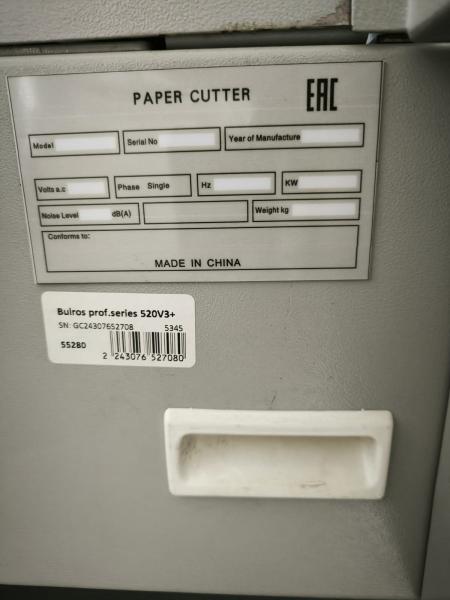 PAPER CUTTER EAC
Model Serial No Year of Manufacture
Volts a.c Phase Single Hz KW
Noise Level dB(A) Weight kg
Conforms to:
MADE IN CHINA
Bulros prof.series 520V3+
SN: GC24307652708 5345
55280
2 243076 527080